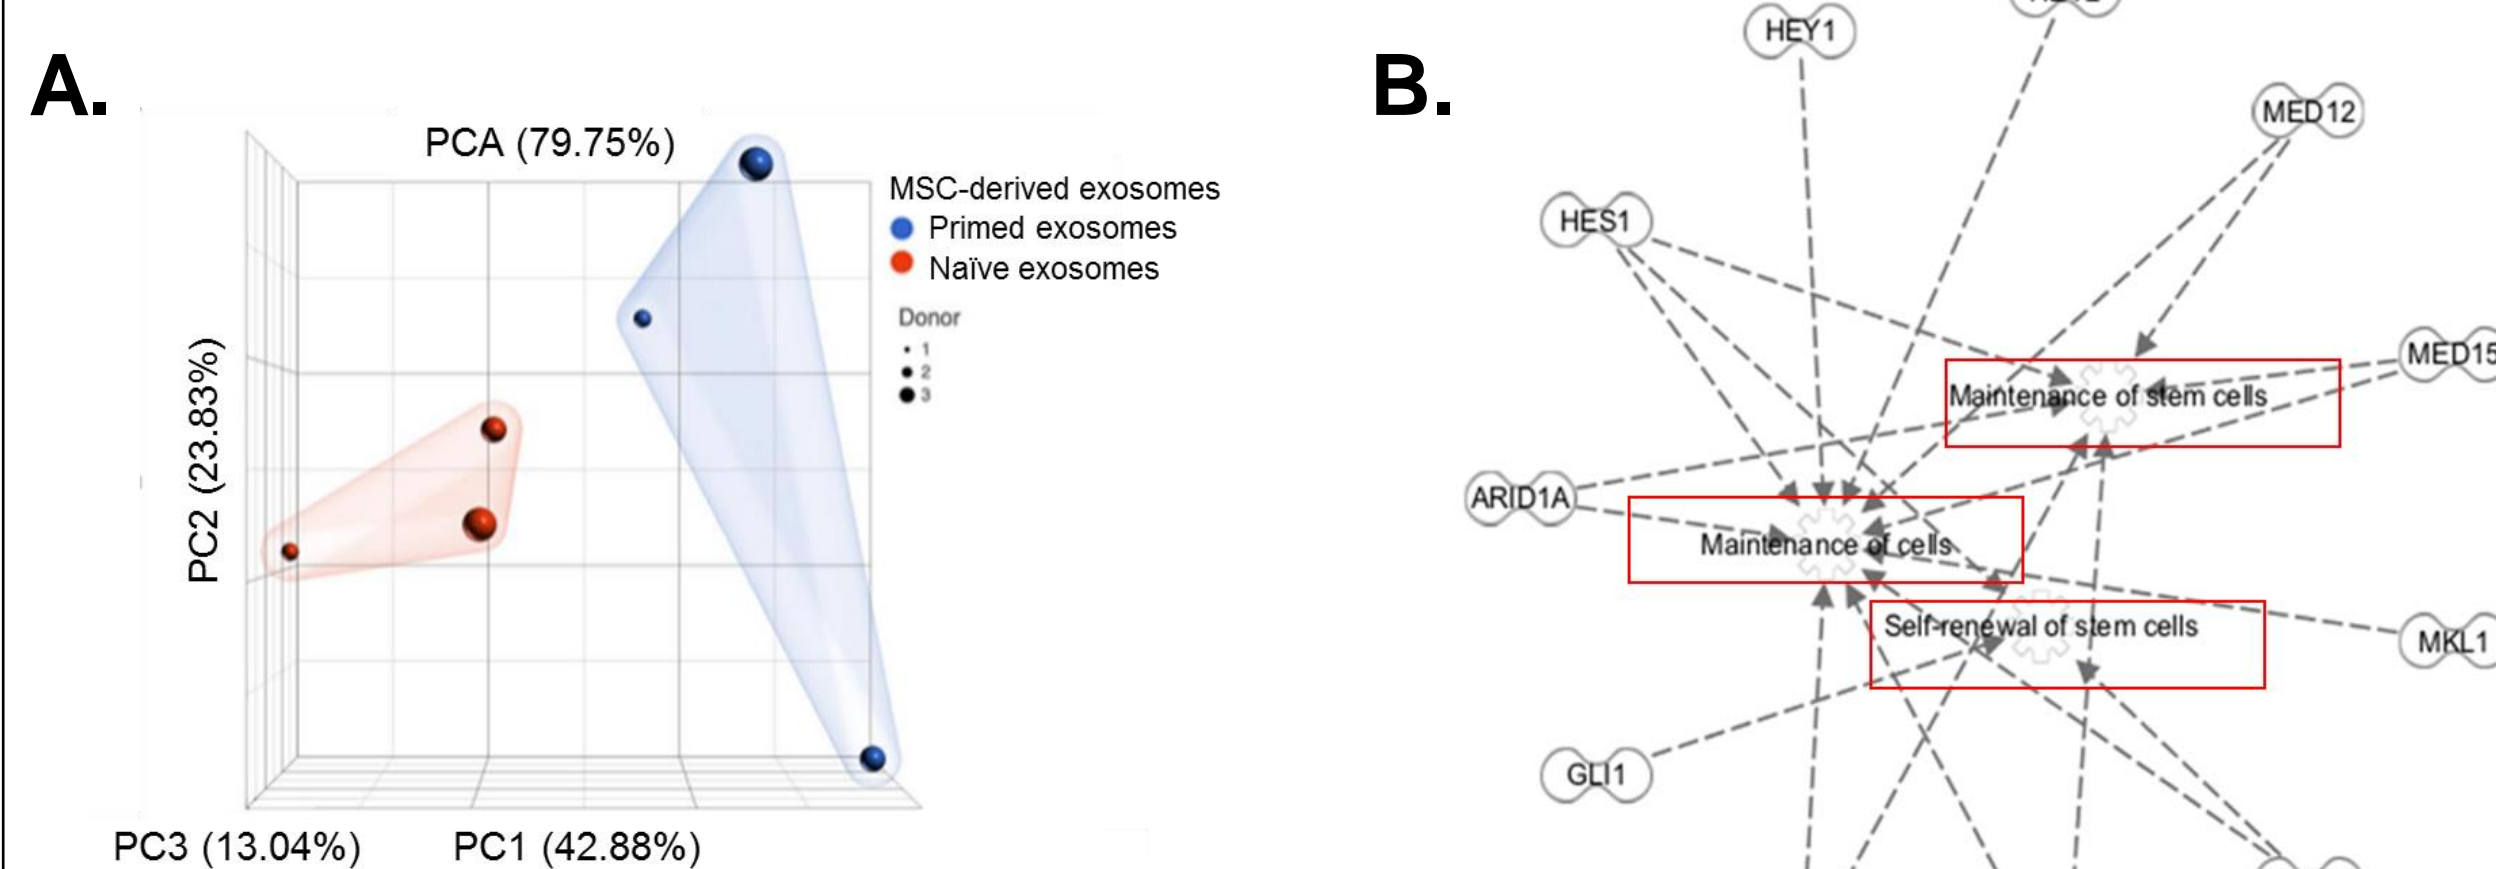 A.
PCA (79.75%)
MSC-derived exosomes
Primed exosomes
Naïve exosomes
Donor
1
2
3
PC2 (23.83%)
PC3 (13.04%)
PC1 (42.88%)
B.
HEY1
MED12
HES1
MED15
Maintenance of stem cells
ARID1A
Maintenance of cells
Self-renewal of stem cells
MKL1
GLI1